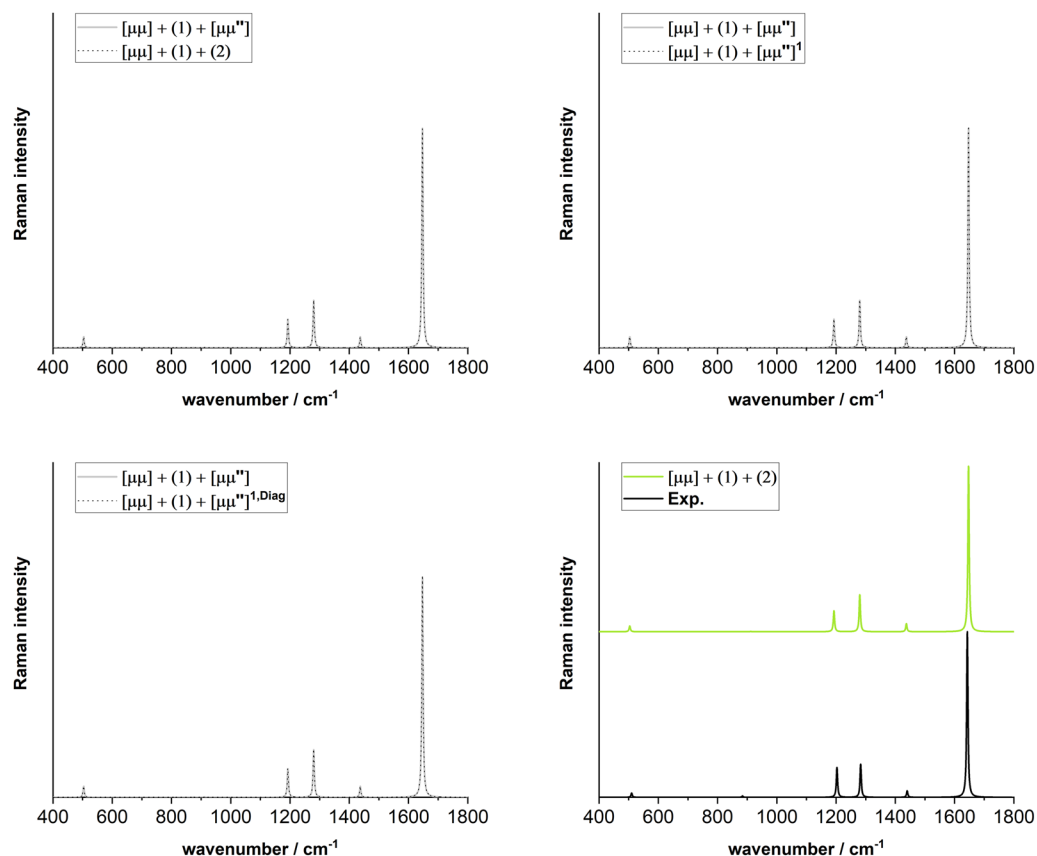 [μμ] + (1) + [μμ"]
[μμ] + (1) + (2)
Raman intensity
400 600 800 1000 1200 1400 1600 1800
wavenumber / cm⁻¹
[μμ] + (1) + [μμ"]
[μμ] + (1) + [μμ"]¹
Raman intensity
400 600 800 1000 1200 1400 1600 1800
wavenumber / cm⁻¹
[μμ] + (1) + [μμ"]
[μμ] + (1) + [μμ"]1,Diag
Raman intensity
400 600 800 1000 1200 1400 1600 1800
wavenumber / cm⁻¹
[μμ] + (1) + (2)
Exp.
Raman intensity
400 600 800 1000 1200 1400 1600 1800
wavenumber / cm⁻¹